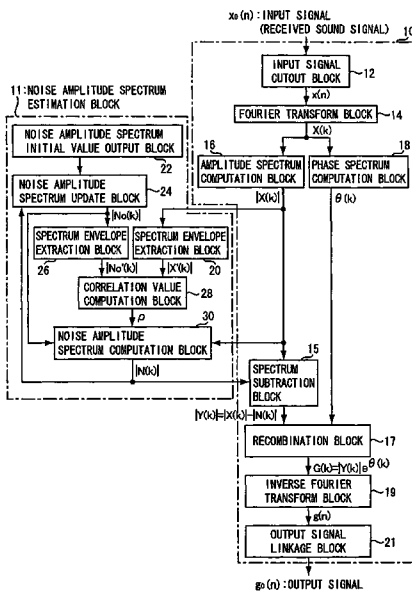 x₀(n):INPUT SIGNAL
(RECEIVED SOUND SIGNAL)
10
INPUT SIGNAL
CUTOUT BLOCK
12
x(n)
11:NOISE AMPLITUDE SPECTRUM
ESTIMATION BLOCK
FOURIER TRANSFORM BLOCK
14
X(k)
NOISE AMPLITUDE SPECTRUM
INITIAL VALUE OUTPUT BLOCK
22
16
18
AMPLITUDE SPECTRUM
COMPUTATION BLOCK
PHASE SPECTRUM
COMPUTATION BLOCK
NOISE AMPLITUDE
SPECTRUM UPDATE BLOCK
24
|X(k)|
θ(k)
|No(k)|
SPECTRUM ENVELOPE
EXTRACTION BLOCK
SPECTRUM ENVELOPE
EXTRACTION BLOCK
26
20
|No'(k)|
|X'(k)|
CORRELATION VALUE
COMPUTATION BLOCK
28
ρ
30
NOISE AMPLITUDE
SPECTRUM COMPUTATION BLOCK
15
|N(k)|
SPECTRUM
SUBTRACTION
BLOCK
|Y(k)|=|X(k)|-|N(k)|
RECOMBINATION BLOCK
17
G(k)=|Y(k)|e^θ(k)
INVERSE FOURIER
TRANSFORM BLOCK
19
g(n)
OUTPUT SIGNAL
LINKAGE BLOCK
21
g₀(n):OUTPUT SIGNAL